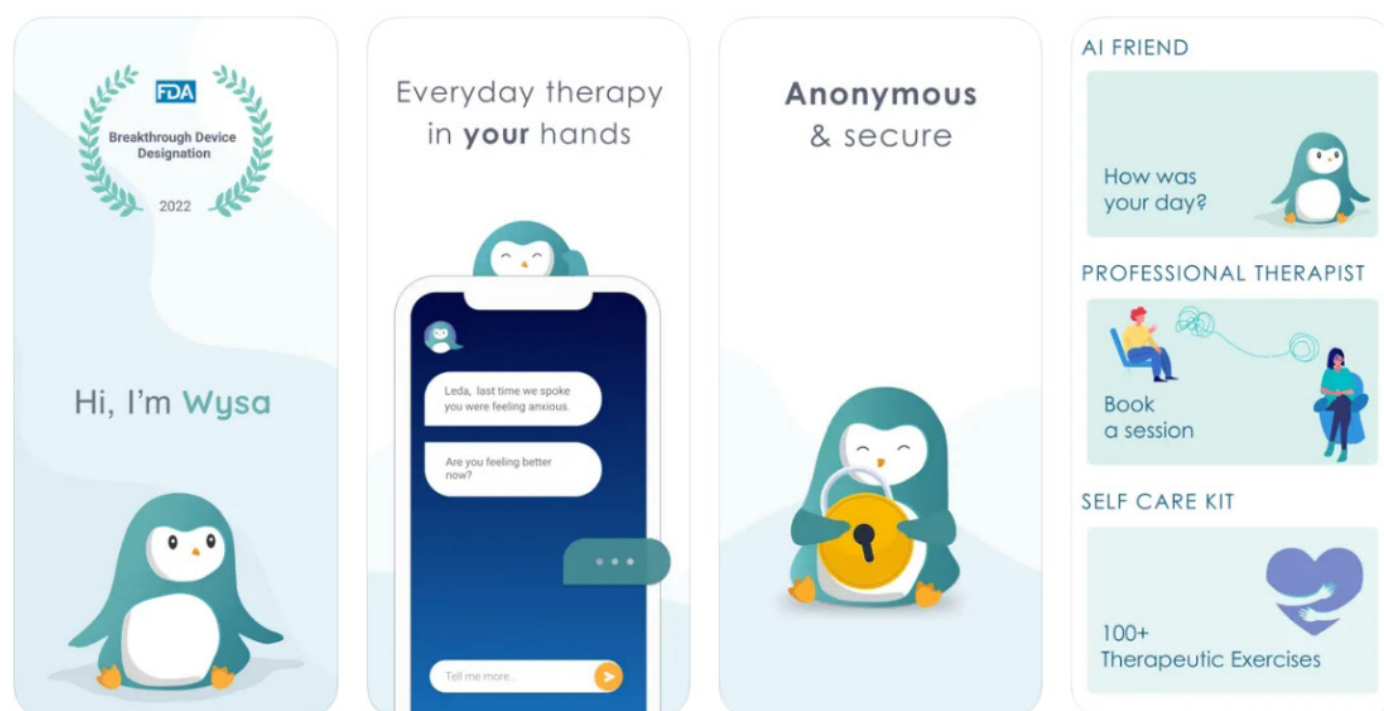 FDA
Breakthrough Device
Designation
2022
Hi, I'm Wysa
Everyday therapy
in your hands
Leda, last time we spoke
you were feeling anxious.
Are you feeling better
now?
Tell me more...
Anonymous
& secure
AI FRIEND
How was
your day?
PROFESSIONAL THERAPIST
Book
a session
SELF CARE KIT
100+
Therapeutic Exercises